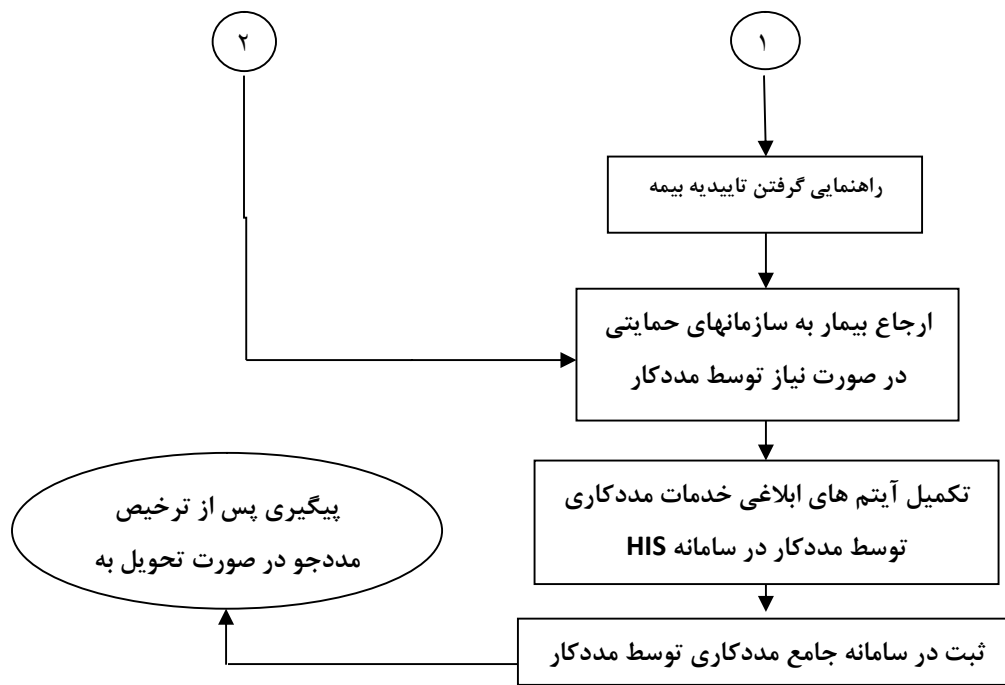 ۱
۲
راهنمایی گرفتن تاییدیه بیمه
ارجاع بیمار به سازمانهای حمایتی
در صورت نیاز توسط مددکار
تکمیل آیتم های ابلاغی خدمات مددکاری
توسط مددکار در سامانه HIS
ثبت در سامانه جامع مددکاری توسط مددکار
پیگیری پس از ترخیص
مددجو در صورت تحویل به